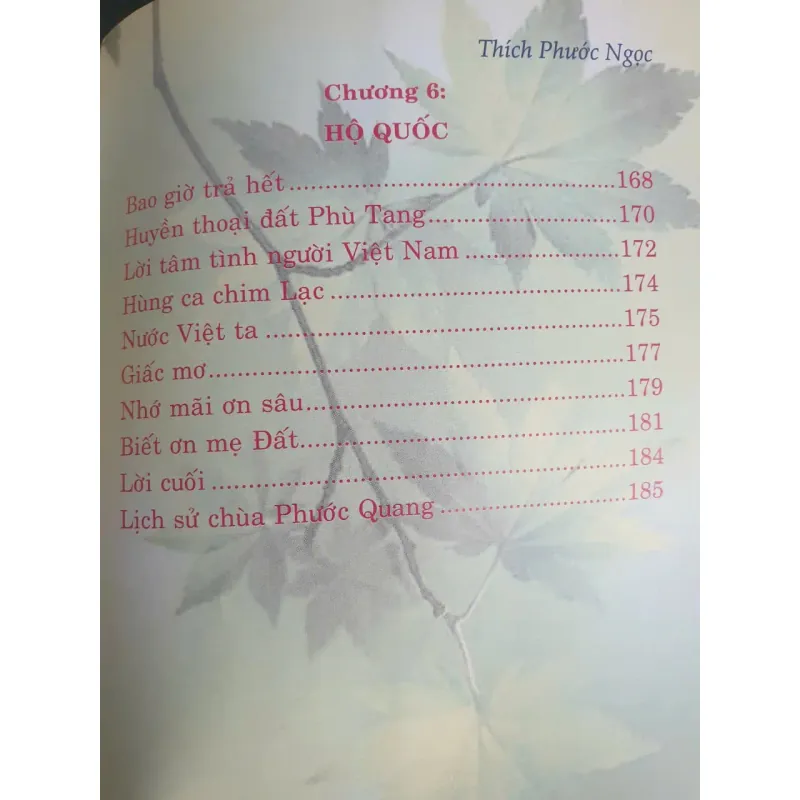 Thích Phước Ngọc
Chương 6:
HỘ QUỐC
Bao giờ trả hết.............................................168
Huyền thoại đất Phù Tang..........................170
Lời tâm tình người Việt Nam .....................172
Hùng ca chim Lạc ........................................174
Nước Việt ta .................................................175
Giấc mơ.........................................................177
Nhớ mãi ơn sâu............................................179
Biết ơn mẹ Đất.............................................181
Lời cuối .........................................................184
Lịch sử chùa Phước Quang .........................185